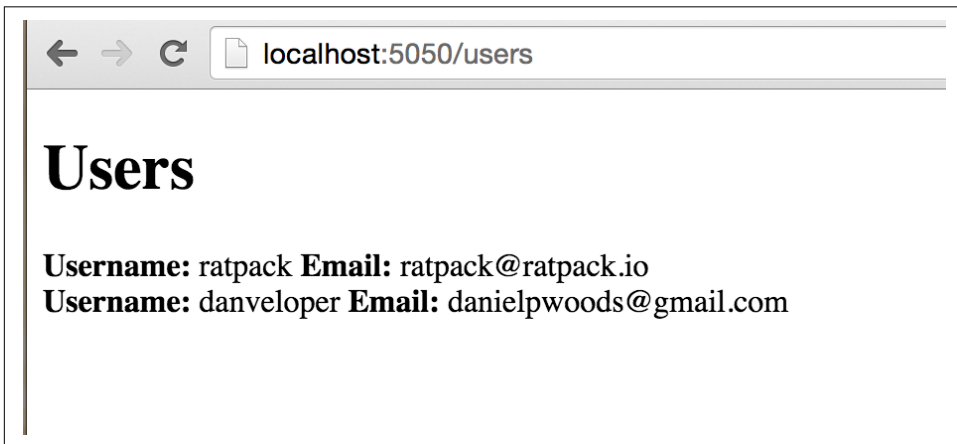 localhost:5050/users
Users
Username: ratpack Email: ratpack@ratpack.io
Username: danveloper Email: danielpwoods@gmail.com